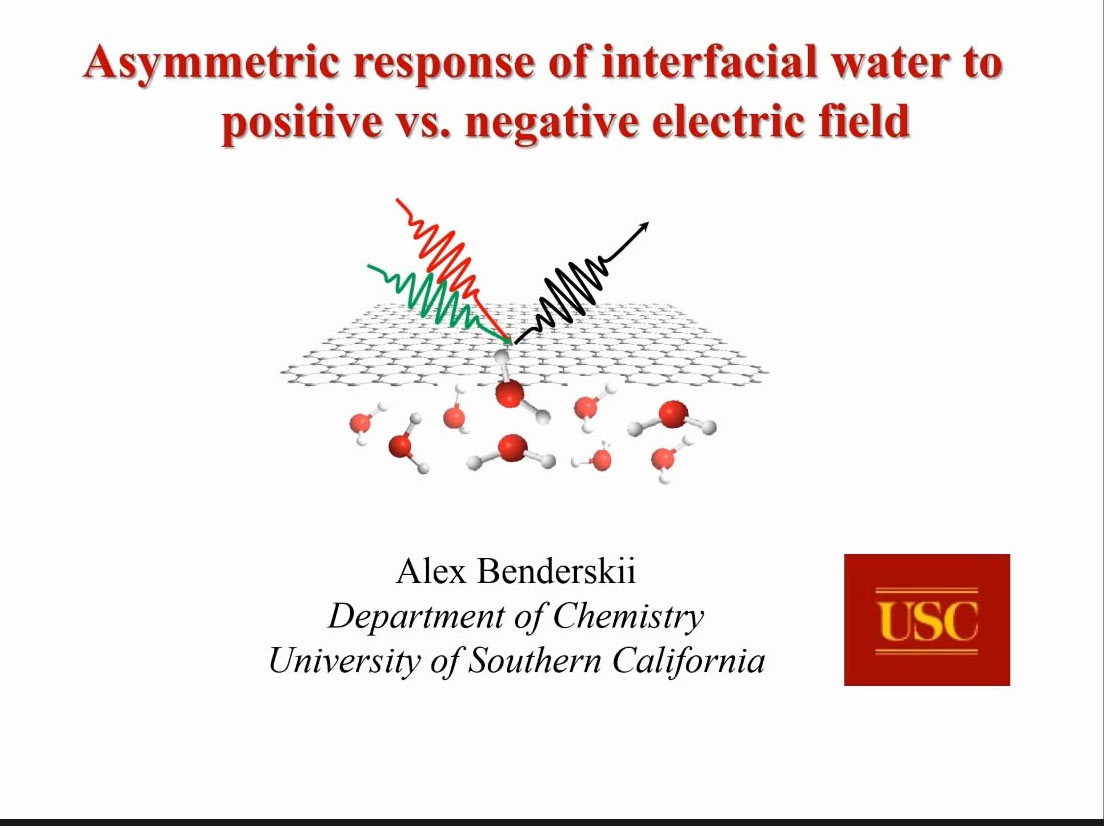 Asymmetric response of interfacial water to
positive vs. negative electric field
Alex Benderskii
Department of Chemistry
University of Southern California
USC